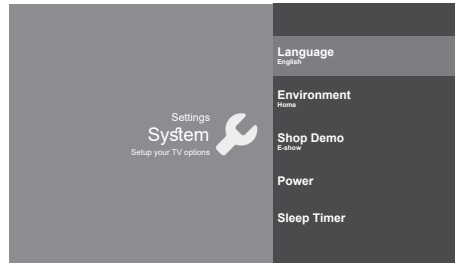 Settings
System
Setup your TV options
Language
English
Environment
Home
Shop Demo
E-show
Power
Sleep Timer